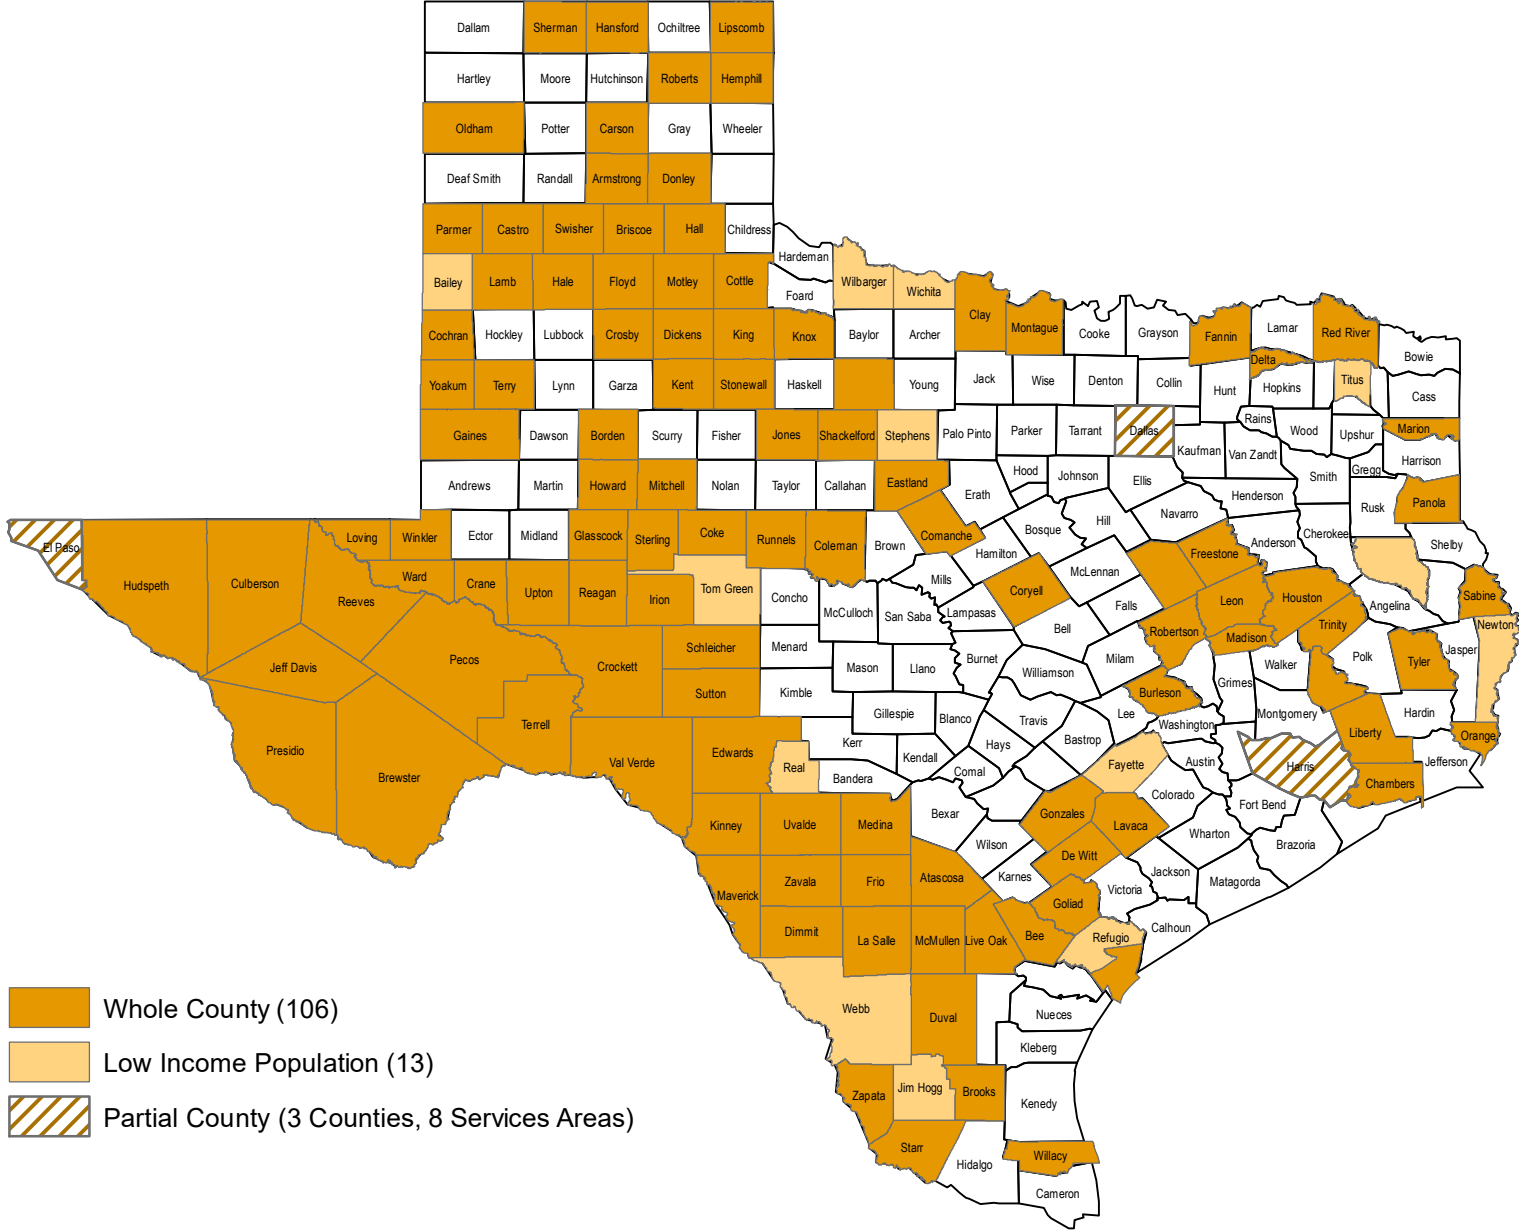 Dallam Sherman Hansford Ochiltree Lipscomb
Hartley Moore Hutchinson Roberts Hemphill
Oldham Potter Carson Gray Wheeler
Deaf Smith Randall Armstrong Donley
Parmer Castro Swisher Briscoe Hall Childress
Hardeman
Bailey Lamb Hale Floyd Motley Cottle Foard Wilbarger Wichita
Cochran Hockley Lubbock Crosby Dickens King Knox Baylor Archer Clay Montague Cooke Grayson Fannin Lamar Red River Bowie
Delta
Yoakum Terry Lynn Garza Kent Stonewall Haskell Young Jack Wise Denton Collin Hunt Hopkins Titus Cass
Gaines Dawson Borden Scurry Fisher Jones Shackelford Stephens Palo Pinto Parker Tarrant Dallas Rains Wood Upshur Marion
Kaufman Van Zandt Gregg Harrison
Andrews Martin Howard Mitchell Nolan Taylor Callahan Eastland Erath Hood Johnson Ellis Henderson Smith Rusk Panola
El Paso Hudspeth Culberson Loving Winkler Ector Midland Glasscock Sterling Coke Runnels Coleman Brown Comanche Hamilton Bosque Hill Navarro Freestone Anderson Cherokee Shelby
Reeves Ward Crane Upton Reagan Irion Tom Green Concho McCulloch San Saba Mills Lampasas Coryell McLennan Falls Leon Houston Angelina Sabine
Jeff Davis Pecos Crockett Schleicher Menard Bell Robertson Madison Trinity Newton
Sutton Mason Llano Burnet Williamson Milam Walker Polk Tyler Jasper
Presidio Brewster Terrell Kimble Gillespie Blanco Travis Lee Burleson Grimes Washington Montgomery Liberty Hardin Orange
Val Verde Edwards Real Kerr Kendall Bandera Hays Comal Bastrop Fayette Austin Harris Jefferson
Chambers
Kinney Uvalde Medina Bexar Gonzales Lavaca Colorado Fort Bend
Wilson De Witt Wharton Brazoria
Maverick Zavala Frio Atascosa Karnes Victoria Jackson Matagorda
Goliad Calhoun
Dimmit La Salle McMullen Live Oak Bee Refugio
Webb Duval Nueces
Kleberg
Zapata Jim Hogg Brooks Kenedy
Starr Hidalgo Willacy
Cameron
Whole County (106)
Low Income Population (13)
Partial County (3 Counties, 8 Services Areas)